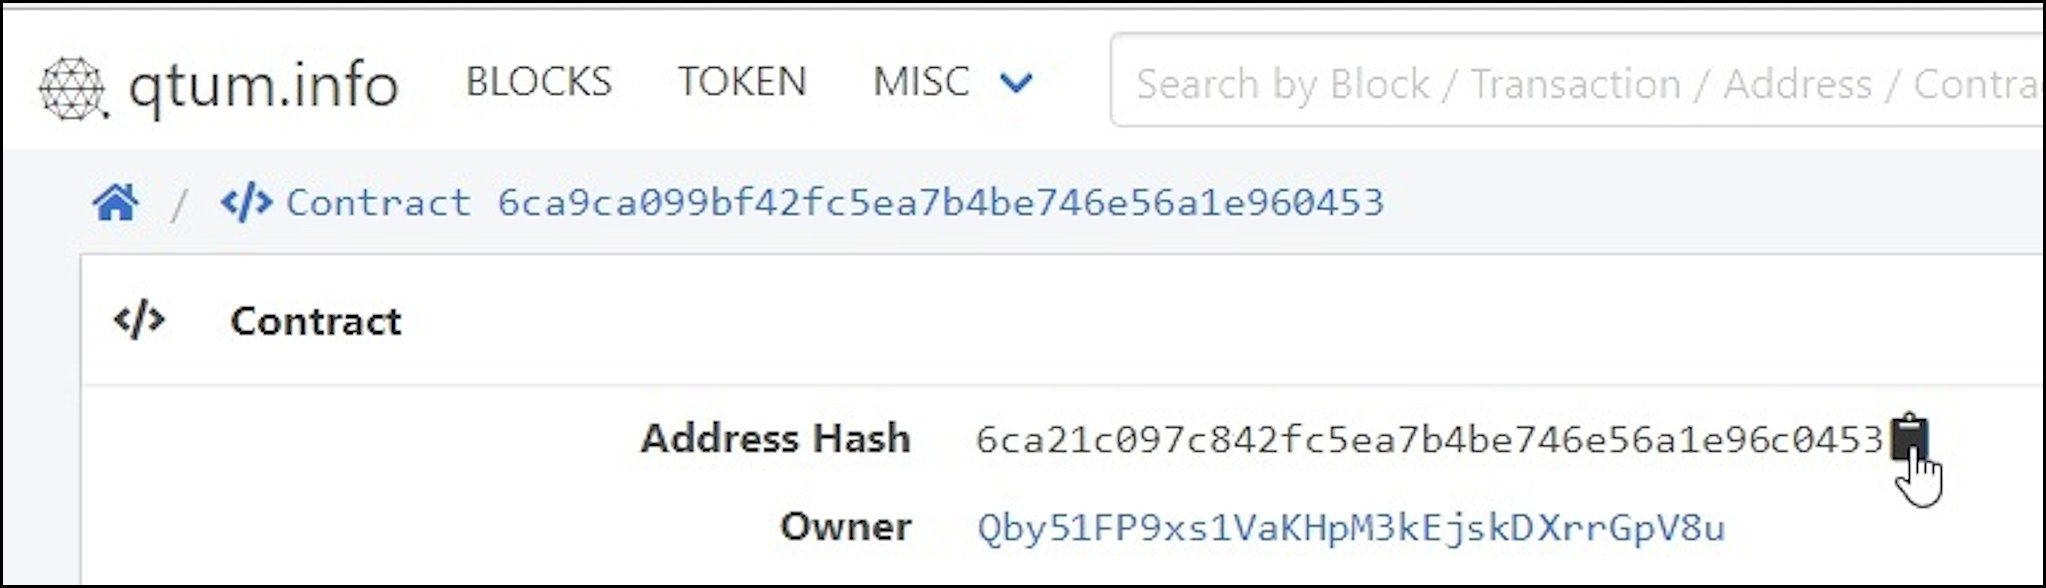 qtum.info BLOCKS TOKEN MISC Search by Block / Transaction / Address / Contra
/ </> Contract 6ca9ca099bf42fc5ea7b4be746e56a1e960453
</> Contract
Address Hash 6ca21c097c842fc5ea7b4be746e56a1e96c0453
Owner Qby51FP9xs1VaKHpM3kEjskDXrrGpV8u